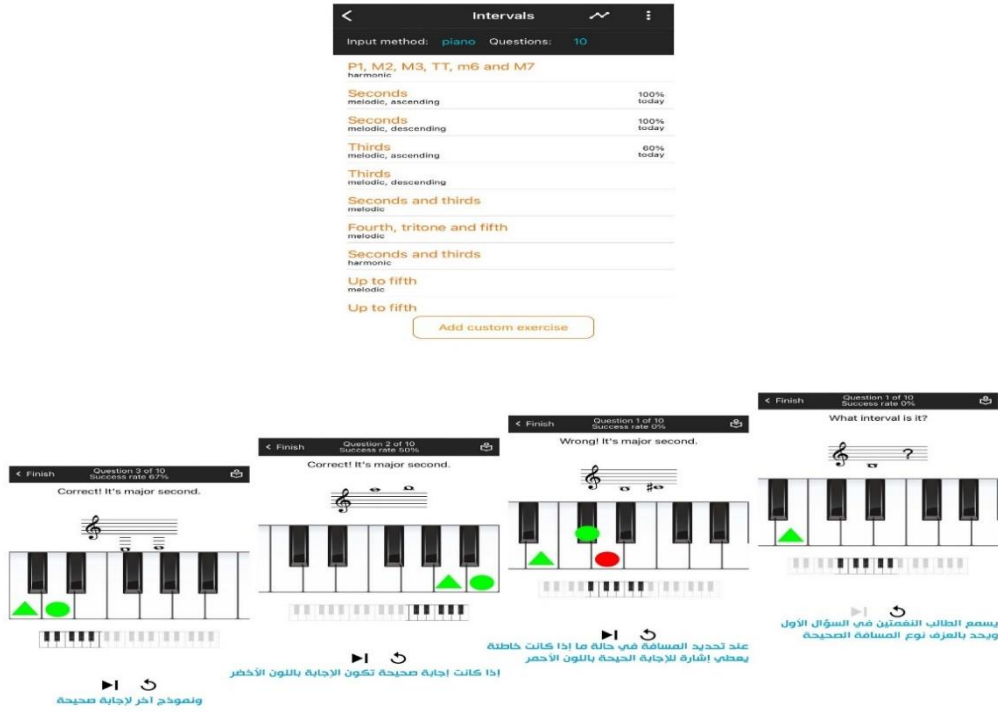 Intervals
Input method: piano Questions: 10
P1, M2, M3, TT, m6 and M7
harmonic
Seconds
melodic, ascending
100%
today
Seconds
melodic, descending
100%
today
Thirds
melodic, ascending
60%
today
Thirds
melodic, descending
Seconds and thirds
melodic
Fourth, tritone and fifth
melodic
Seconds and thirds
harmonic
Up to fifth
melodic
Up to fifth
Add custom exercise
< Finish
Question 1 of 10
Success rate 0%
What interval is it?
?
يسمع الطالب النغمتين في السؤال الأول
ويحد بالعزف نوع المسافة الصحيحة
< Finish
Question 1 of 10
Success rate 0%
Wrong! It's major second.
عند تحديد المسافة في حالة ما إذا كانت خاطئة
يعطي إشارة للإجابة الحيحة باللون الأحمر
< Finish
Question 2 of 10
Success rate 50%
Correct! It's major second.
إذا كانت إجابة صحيحة تكون الإجابة باللون الأخضر
< Finish
Question 3 of 10
Success rate 67%
Correct! It's major second.
ونموذج آخر لإجابة صحيحة